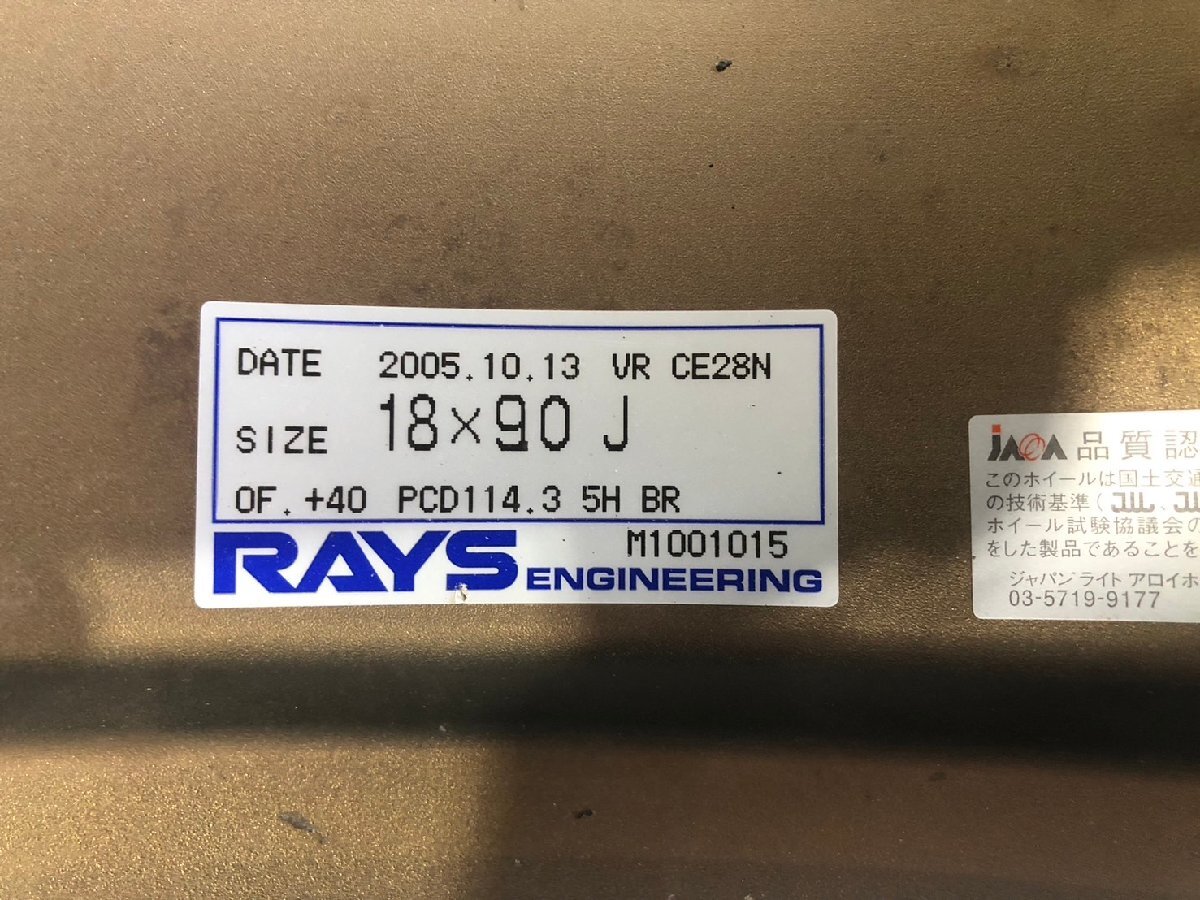 DATE 2005.10.13 VR CE28N
SIZE 18×9.0 J
OF. +40 PCD114.3 5H BR
M1001015
RAYS ENGINEERING
JAWA 品質認
このホイールは国土交通
の技術基準（JWL、JWL
ホイール試験協議会の
をした製品であることを
ジャパン ライト アロイホ
03-5719-9177